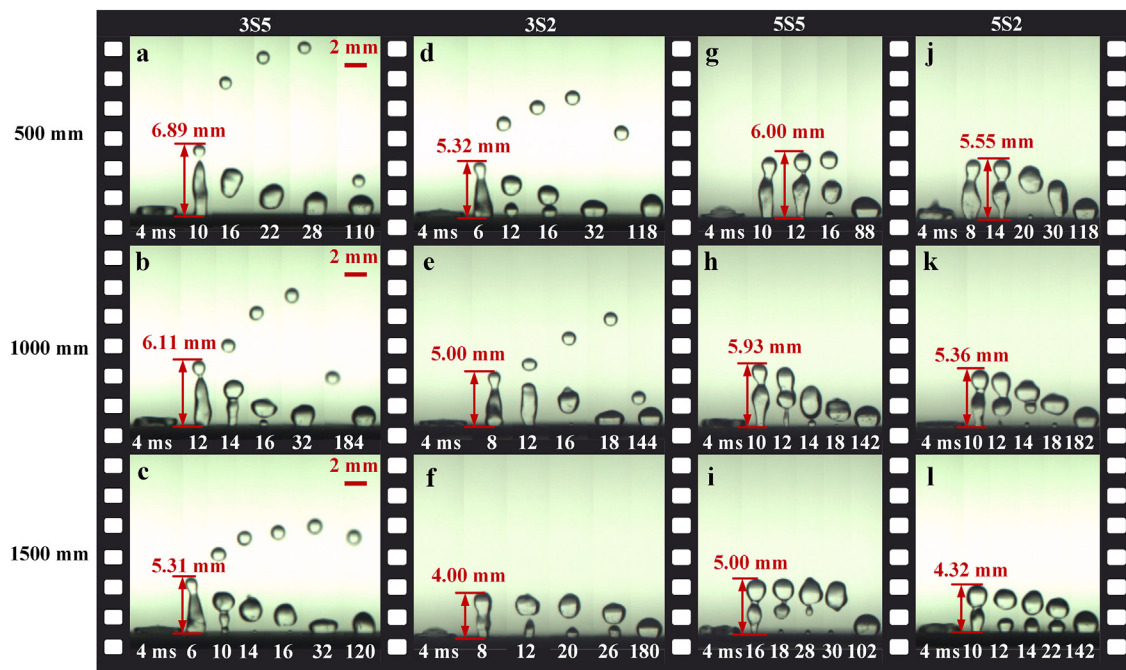 3S5 3S2 5S5 5S2
500 mm
a 2 mm d g j
6.89 mm 5.32 mm 6.00 mm 5.55 mm
4 ms 10 16 22 28 110 4 ms 6 12 16 32 118 4 ms 10 12 16 88 4 ms 8 14 20 30 118
1000 mm
b 2 mm e h k
6.11 mm 5.00 mm 5.93 mm 5.36 mm
4 ms 12 14 16 32 184 4 ms 8 12 16 18 144 4 ms 10 12 14 18 142 4 ms 10 12 14 18 182
1500 mm
c 2 mm f i l
5.31 mm 4.00 mm 5.00 mm 4.32 mm
4 ms 6 10 14 16 32 120 4 ms 8 12 20 26 180 4 ms 16 18 28 30 102 4 ms 10 12 14 22 142